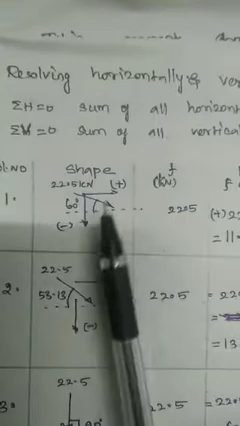 Resolving horizontally & ver
ΣH=0 sum of all horizont
ΣV=0 sum of all vertica
l.NO Shape f f
(kN)
1. 22.5kN (+) 22.5 (+)22
60°
(-) = 11.
2. 22.5 22.5 = 22
53.13
(-) = 13
3. 22.5 22.5 = 22.